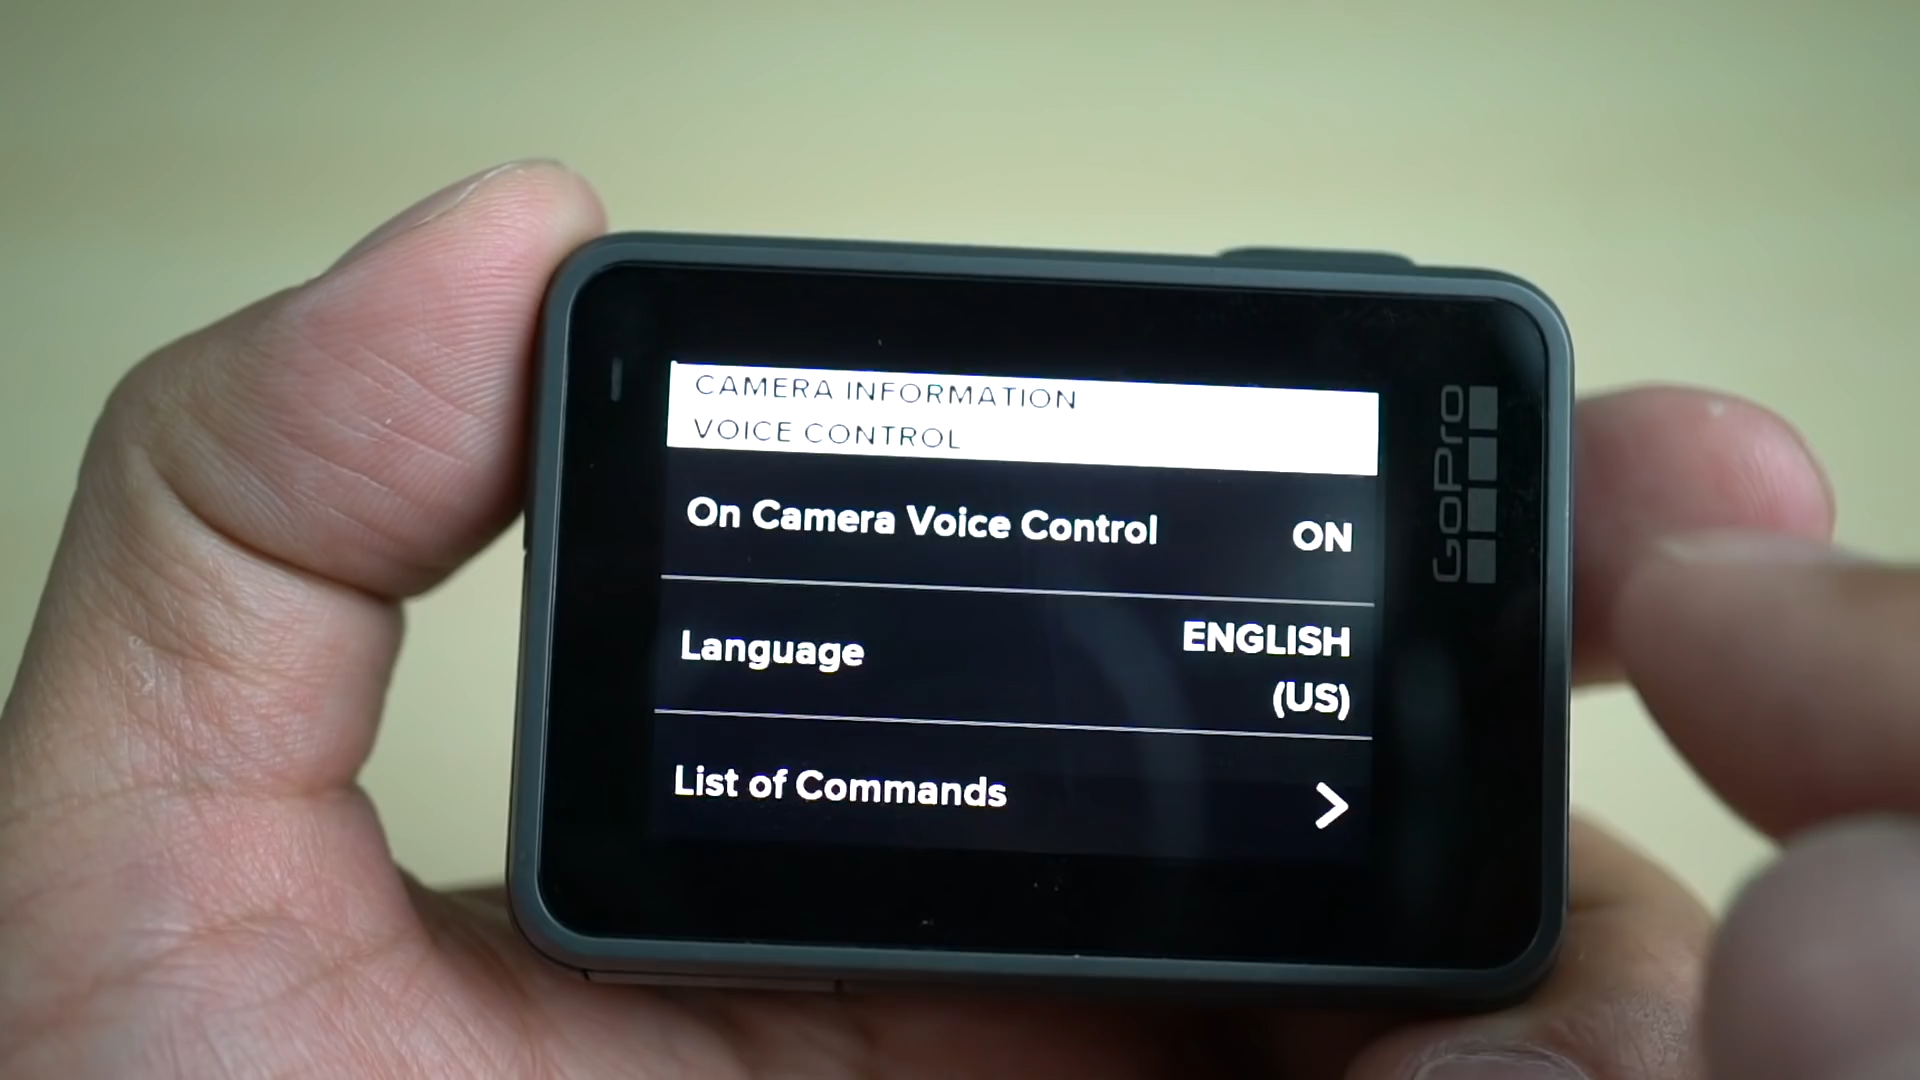 CAMERA INFORMATION
VOICE CONTROL
On Camera Voice Control ON
Language ENGLISH
(US)
List of Commands
GoPro